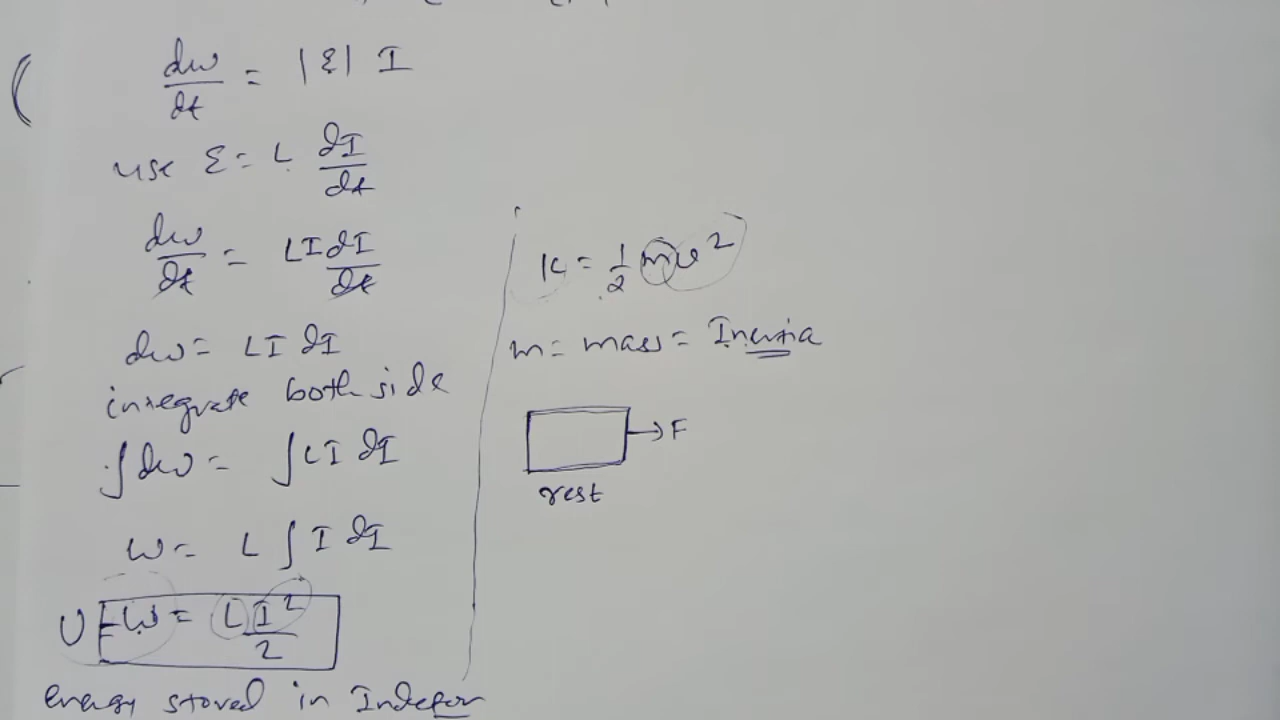 dw/dt = |ε| I
use ε = L dI/dt
dw/dt = LI dI/dt
dw = LI dI
integrate both side
∫dw = ∫LI dI
W = L ∫ I dI
U = W = LI²/2
energy stored in Indetor
K = 1/2 mv²
m = mass = Inertia
→ F
rest